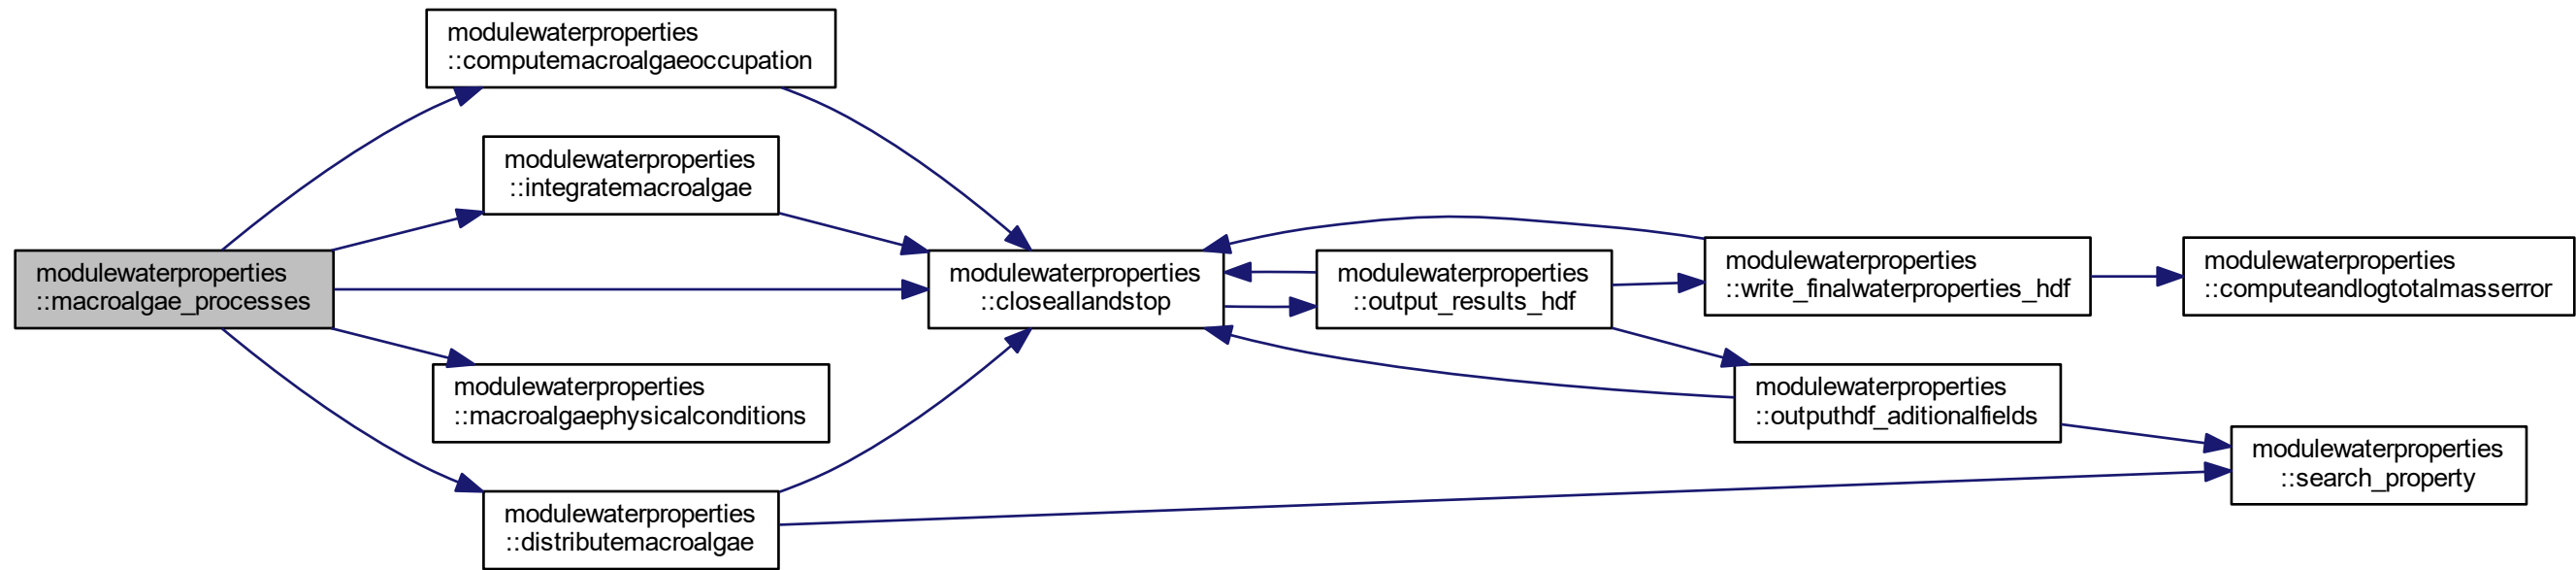 modulewaterproperties
::computemacroalgaeoccupation
modulewaterproperties
::integratemacroalgae
modulewaterproperties
::macroalgae_processes
modulewaterproperties
::closeallandstop
modulewaterproperties
::output_results_hdf
modulewaterproperties
::write_finalwaterproperties_hdf
modulewaterproperties
::computeandlogtotalmasserror
modulewaterproperties
::macroalgaephysicalconditions
modulewaterproperties
::outputhdf_aditionalfields
modulewaterproperties
::search_property
modulewaterproperties
::distributemacroalgae